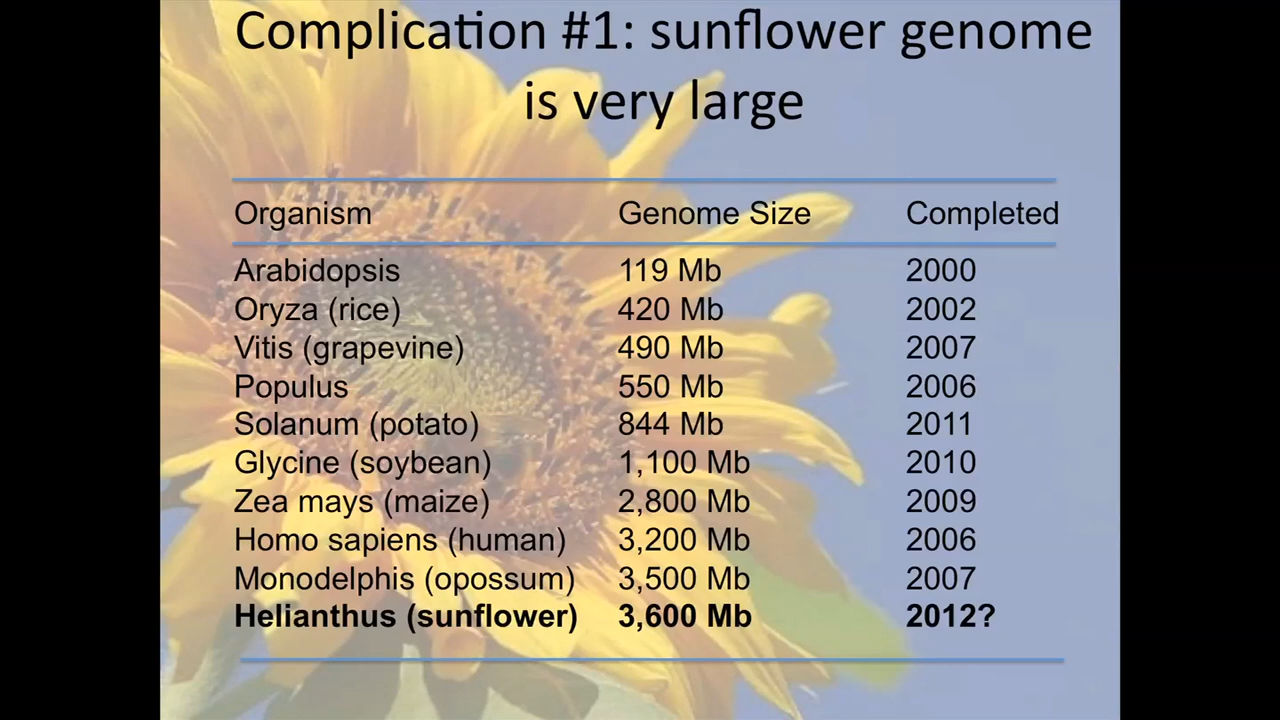 Complication #1: sunflower genome
is very large
Organism Genome Size Completed
Arabidopsis 119 Mb 2000
Oryza (rice) 420 Mb 2002
Vitis (grapevine) 490 Mb 2007
Populus 550 Mb 2006
Solanum (potato) 844 Mb 2011
Glycine (soybean) 1,100 Mb 2010
Zea mays (maize) 2,800 Mb 2009
Homo sapiens (human) 3,200 Mb 2006
Monodelphis (opossum) 3,500 Mb 2007
Helianthus (sunflower) 3,600 Mb 2012?